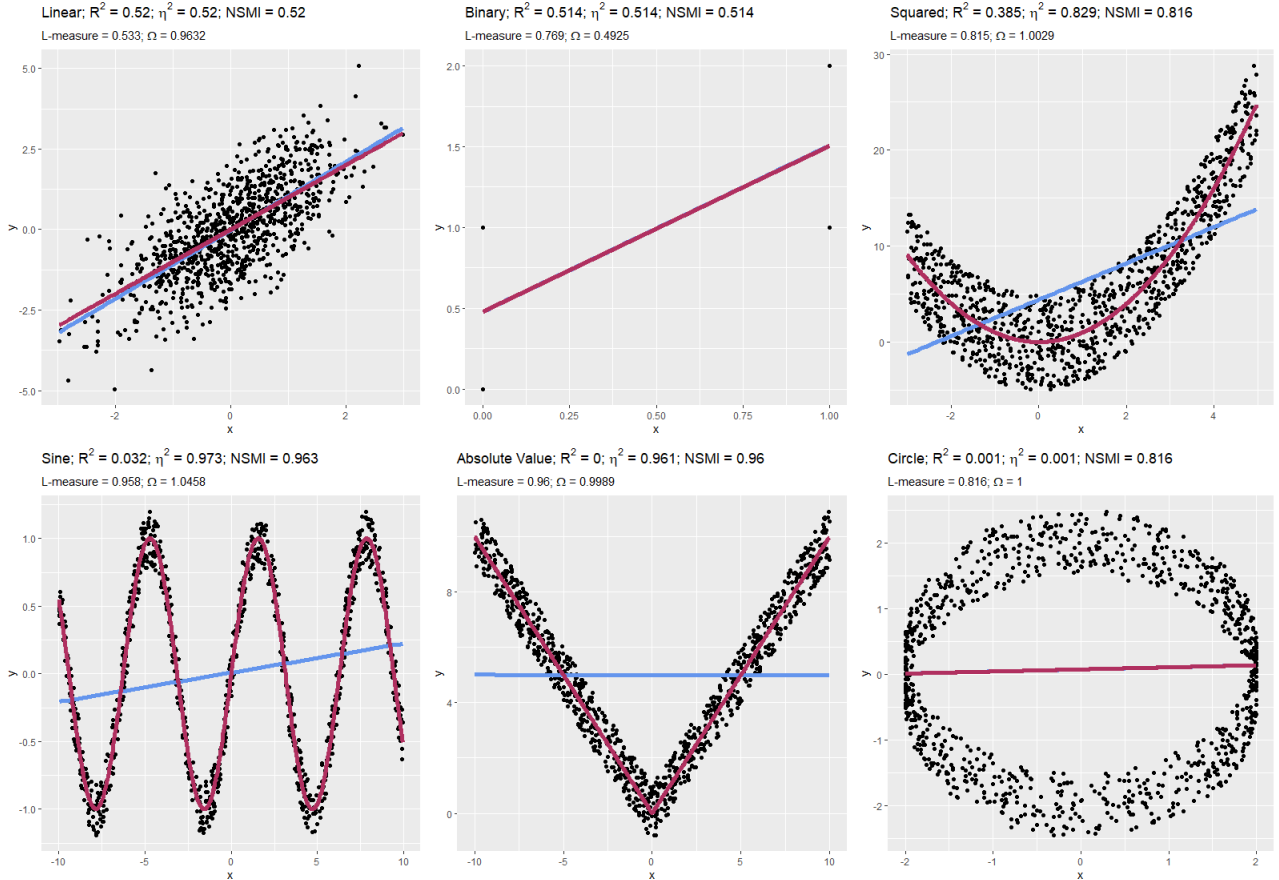 Linear; R² = 0.52; η² = 0.52; NSMI = 0.52
L-measure = 0.533; Ω = 0.9632
5.0
2.5
0.0
-2.5
-5.0
y
-2
0
2
x
Binary; R² = 0.514; η² = 0.514; NSMI = 0.514
L-measure = 0.769; Ω = 0.4925
2.0
1.5
1.0
0.5
0.0
y
0.00
0.25
0.50
0.75
1.00
x
Squared; R² = 0.385; η² = 0.829; NSMI = 0.816
L-measure = 0.815; Ω = 1.0029
30
20
10
0
y
-2
0
2
4
x
Sine; R² = 0.032; η² = 0.973; NSMI = 0.963
L-measure = 0.958; Ω = 1.0458
1.0
0.5
0.0
-0.5
-1.0
y
-10
-5
0
5
10
x
Absolute Value; R² = 0; η² = 0.961; NSMI = 0.96
L-measure = 0.96; Ω = 0.9989
8
4
0
y
-10
-5
0
5
10
x
Circle; R² = 0.001; η² = 0.001; NSMI = 0.816
L-measure = 0.816; Ω = 1
2
1
0
-1
-2
y
-2
-1
0
1
2
x